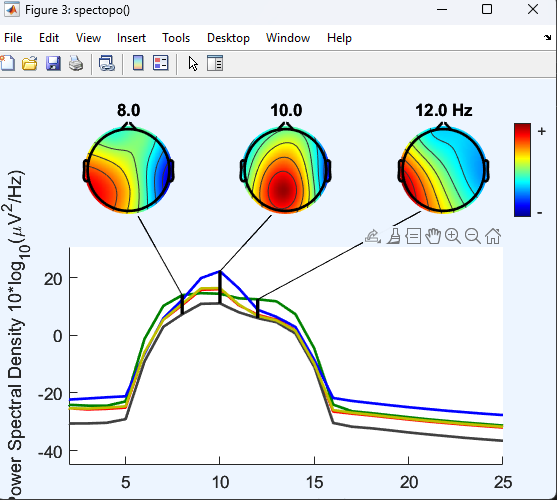 Figure 3: spectopo()
File Edit View Insert Tools Desktop Window Help
8.0 10.0 12.0 Hz
+
-
ower Spectral Density 10*log10(μV2/Hz)
20
0
-20
-40
5 10 15 20 25